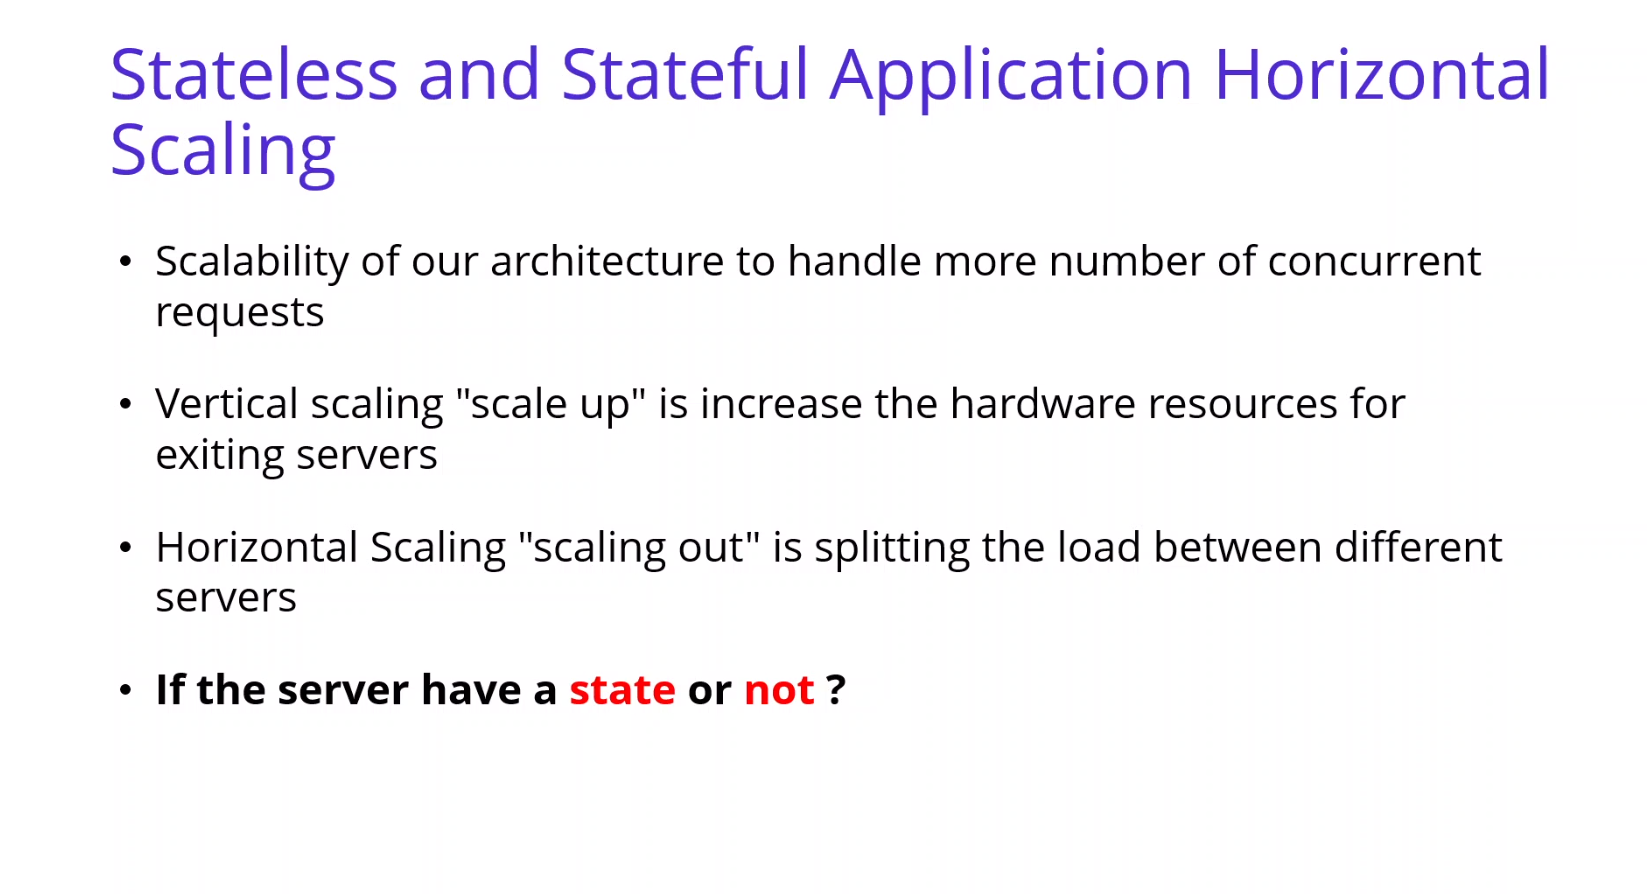 Stateless and Stateful Application Horizontal
Scaling
• Scalability of our architecture to handle more number of concurrent
requests
• Vertical scaling "scale up" is increase the hardware resources for
exiting servers
• Horizontal Scaling "scaling out" is splitting the load between different
servers
• If the server have a state or not ?